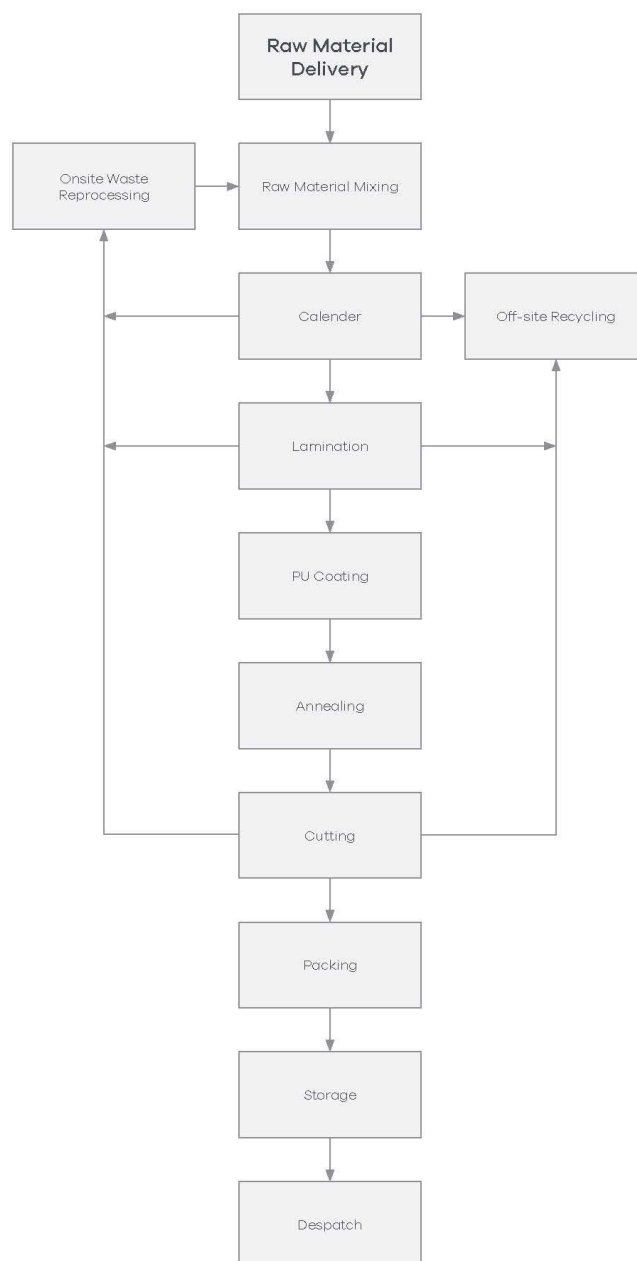 Raw Material
Delivery
Onsite Waste
Reprocessing
Raw Material Mixing
Calender
Off-site Recycling
Lamination
PU Coating
Annealing
Cutting
Packing
Storage
Despatch